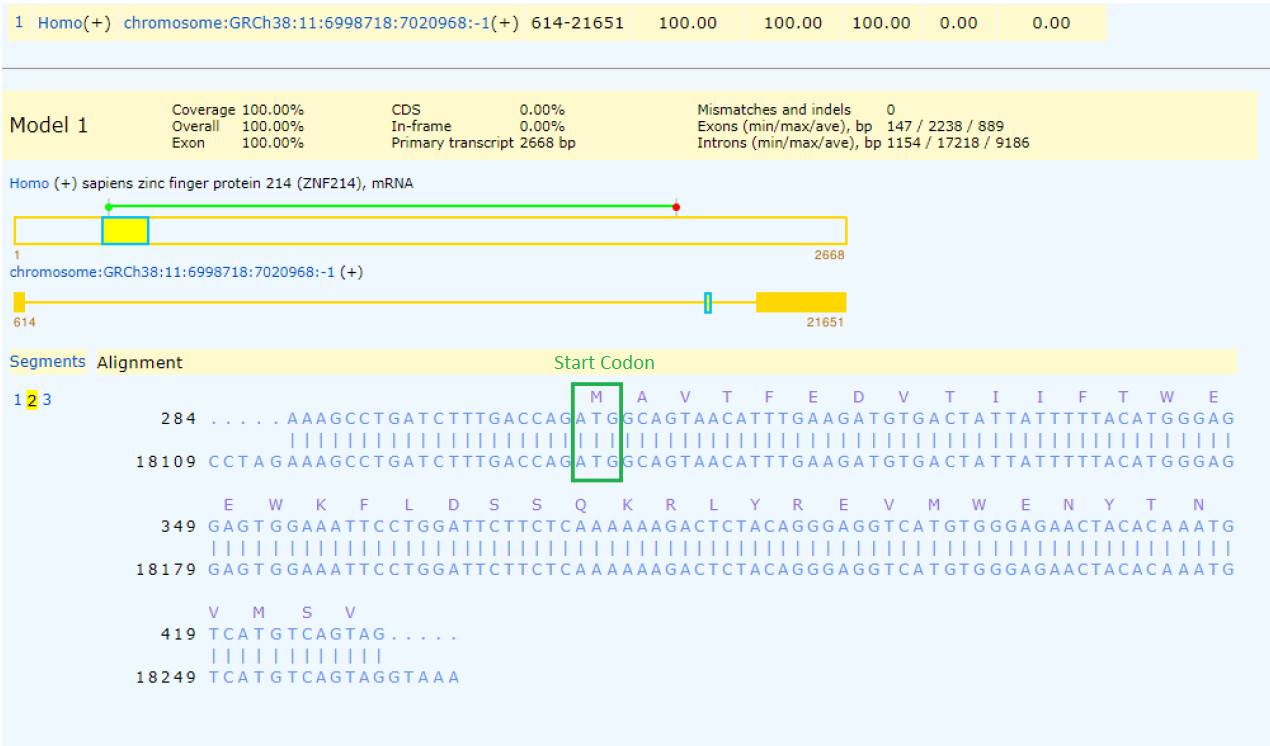 1 Homo(+) chromosome:GRCh38:11:6998718:7020968:-1(+) 614-21651 100.00 100.00 100.00 0.00 0.00
Model 1
Coverage 100.00% CDS 0.00% Mismatches and indels 0
Overall 100.00% In-frame 0.00% Exons (min/max/ave), bp 147 / 2238 / 889
Exon 100.00% Primary transcript 2668 bp Introns (min/max/ave), bp 1154 / 17218 / 9186
Homo (+) sapiens zinc finger protein 214 (ZNF214), mRNA
1 2668
chromosome:GRCh38:11:6998718:7020968:-1 (+)
614 21651
Segments Alignment Start Codon
1 2 3
M A V T F E D V T I I F T W E
284 .....AAAGCCTGATCTTTGACCAGATGGCAGTAACATTTGAAGATGTGACTATTATTTTTACATGGGAG
18109 CCTAGAAAGCCTGATCTTTGACCAGATGGCAGTAACATTTGAAGATGTGACTATTATTTTTACATGGGAG
E W K F L D S S Q K R L Y R E V M W E N Y T N
349 GAGTGGAAATTCCTGGATTCTTCTCAAAAAAGACTCTACAGGGAGGTCATGTGGGAGAACTACACAAATG
18179 GAGTGGAAATTCCTGGATTCTTCTCAAAAAAGACTCTACAGGGAGGTCATGTGGGAGAACTACACAAATG
V M S V
419 TCATGTCAGTAG.....
18249 TCATGTCAGTAGGTAAA